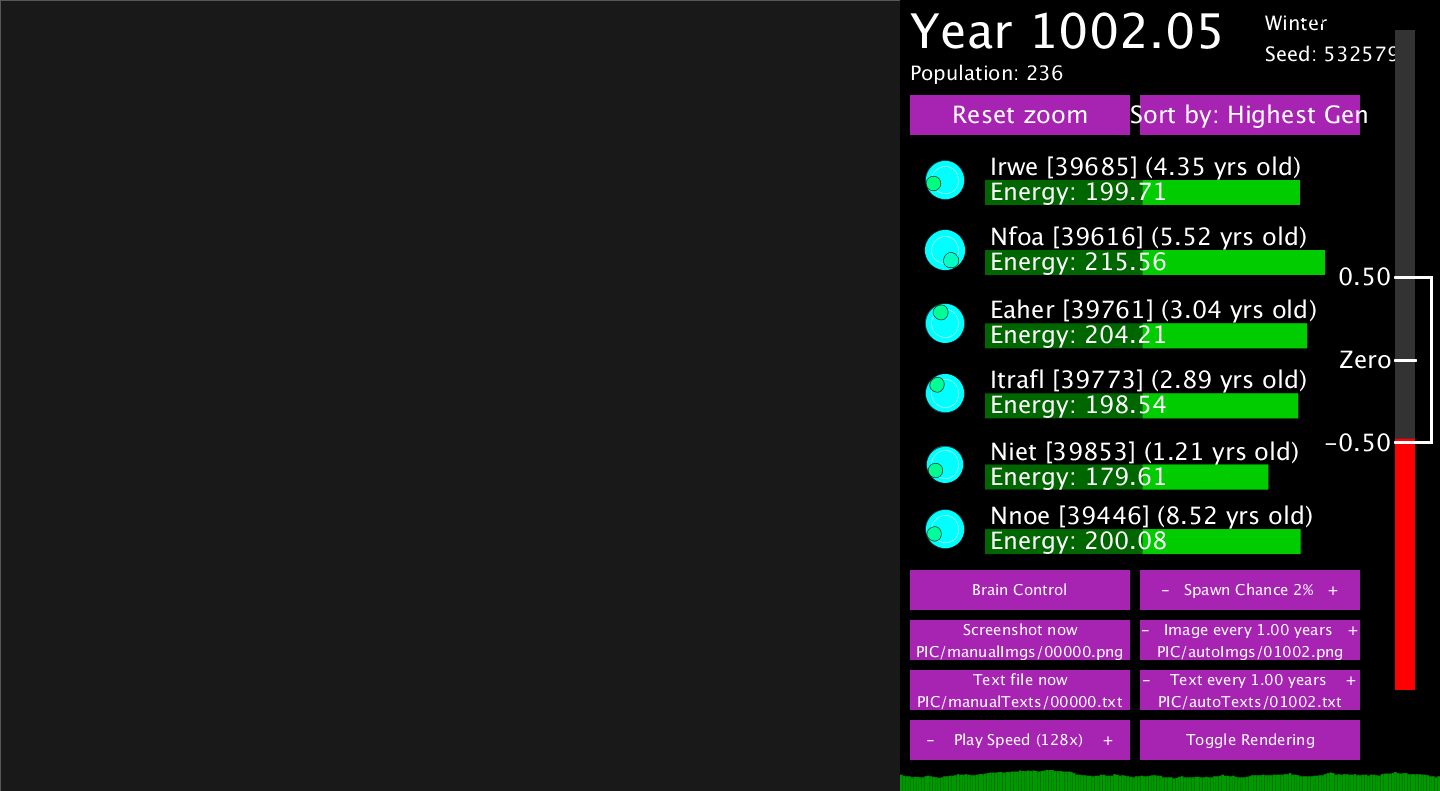 Year 1002.05
Winter
Seed: 532579
Population: 236
Reset zoom
Sort by: Highest Gen
Irwe [39685] (4.35 yrs old)
Energy: 199.71
Nfoa [39616] (5.52 yrs old)
Energy: 215.56
Eaher [39761] (3.04 yrs old)
Energy: 204.21
Itrafl [39773] (2.89 yrs old)
Energy: 198.54
Niet [39853] (1.21 yrs old)
Energy: 179.61
Nnoe [39446] (8.52 yrs old)
Energy: 200.08
0.50
Zero
-0.50
Brain Control
- Spawn Chance 2% +
Screenshot now
PIC/manualImgs/00000.png
- Image every 1.00 years +
PIC/autoImgs/01002.png
Text file now
PIC/manualTexts/00000.txt
- Text every 1.00 years +
PIC/autoTexts/01002.txt
- Play Speed (128x) +
Toggle Rendering